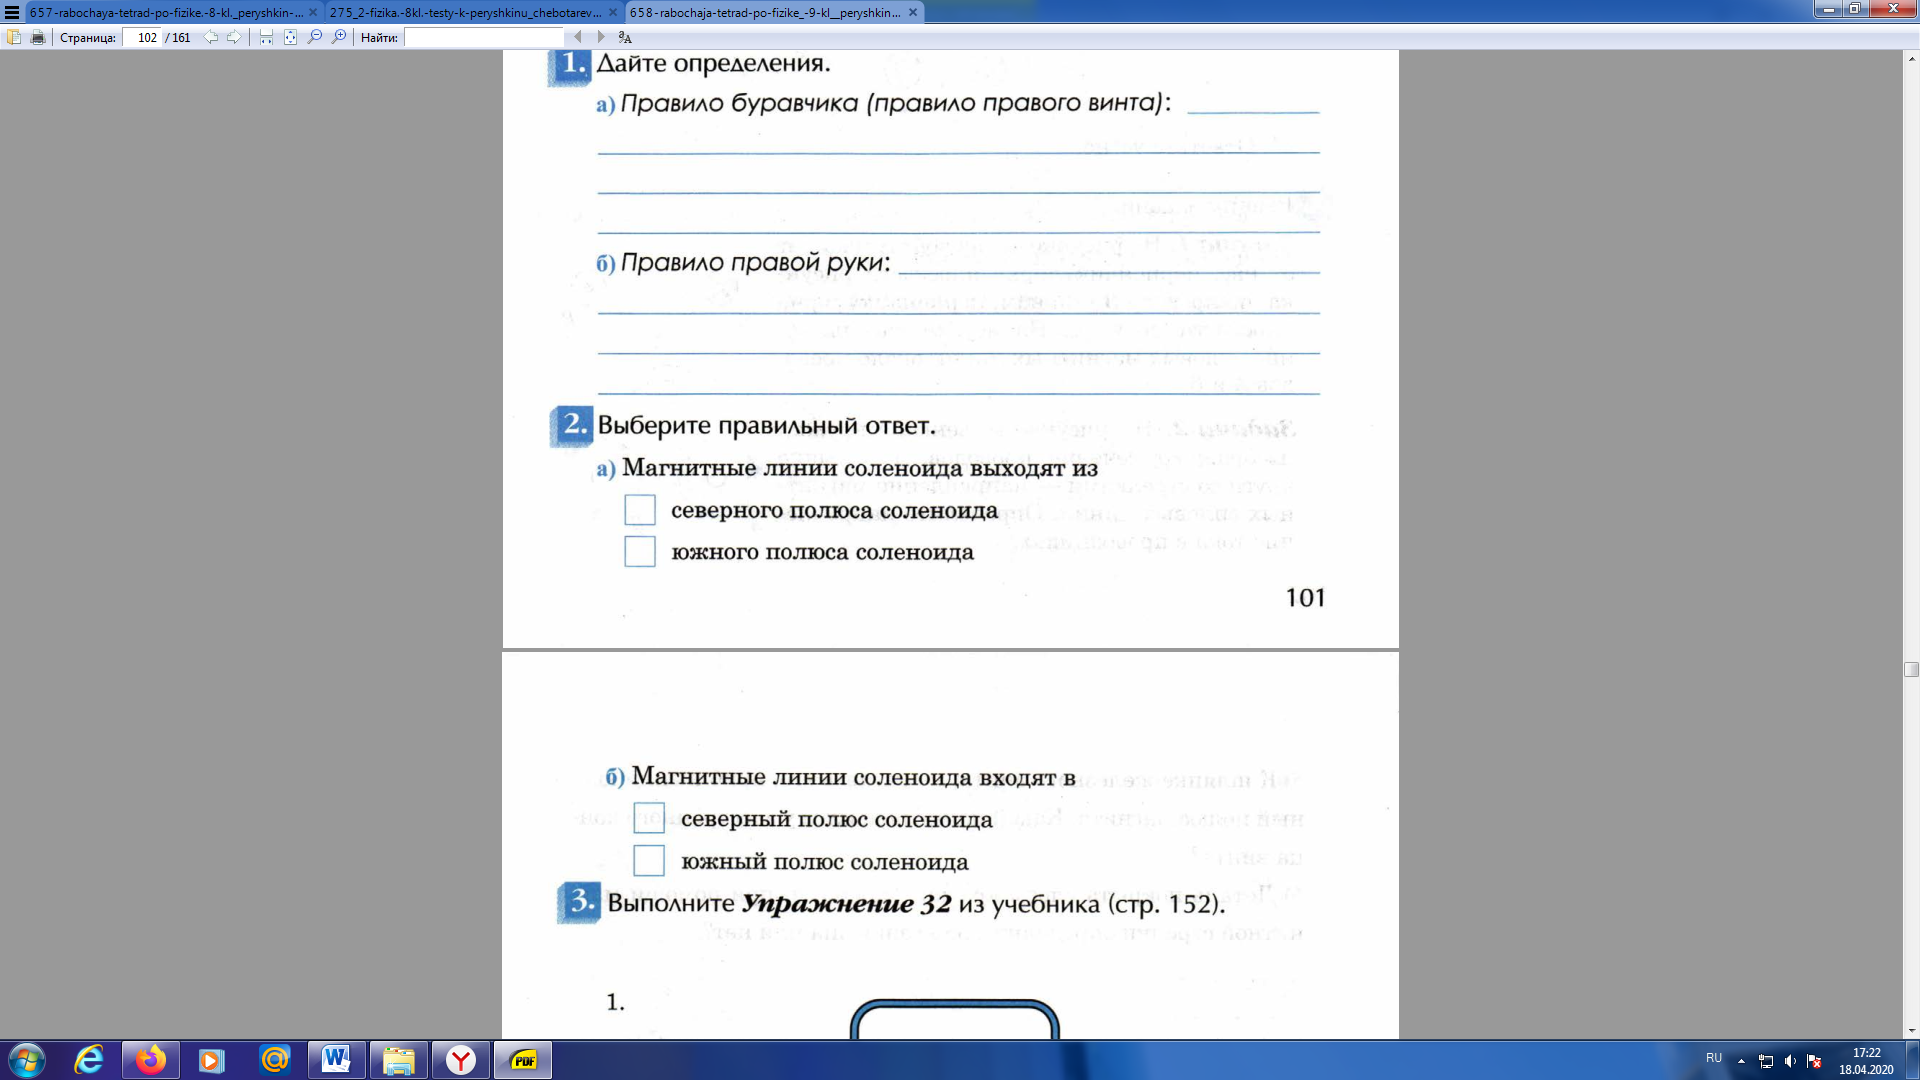 657-rabochaya-tetrad-po-fizike.-8-kl._peryshkin-...
275_2-fizika.-8kl.-testy-k-peryshkinu_chebotarev...
658-rabochaja-tetrad-po-fizike_-9-kl__peryshkin...
Страница: 102 / 161 Найти:
1. Дайте определения.
а) Правило буравчика (правило правого винта):
б) Правило правой руки:
2. Выберите правильный ответ.
а) Магнитные линии соленоида выходят из
северного полюса соленоида
южного полюса соленоида
101
б) Магнитные линии соленоида входят в
северный полюс соленоида
южный полюс соленоида
3. Выполните Упражнение 32 из учебника (стр. 152).
1.
PDF
RU
17:22
18.04.2020